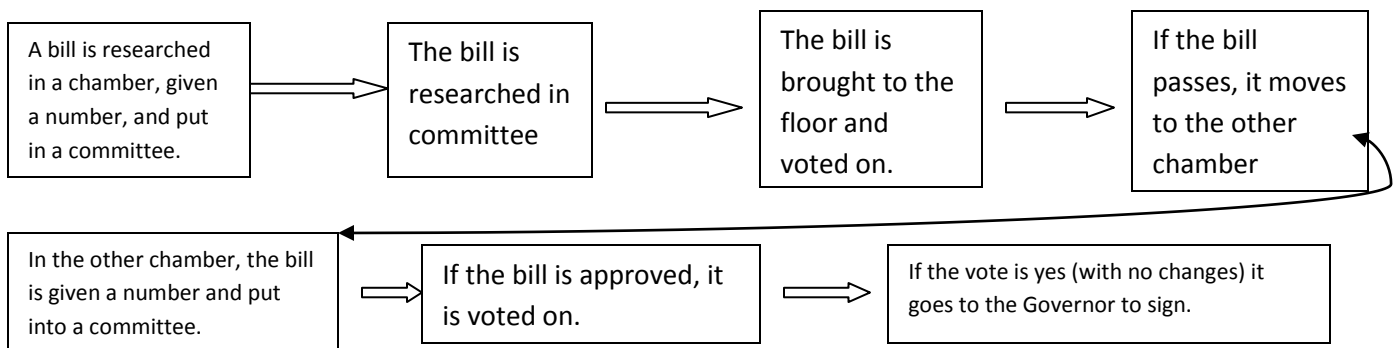 A bill is researched
in a chamber, given
a number, and put
in a committee.
The bill is
researched in
committee
The bill is
brought to the
floor and
voted on.
If the bill
passes, it moves
to the other
chamber
In the other chamber, the bill
is given a number and put
into a committee.
If the bill is approved, it
is voted on.
If the vote is yes (with no changes) it
goes to the Governor to sign.